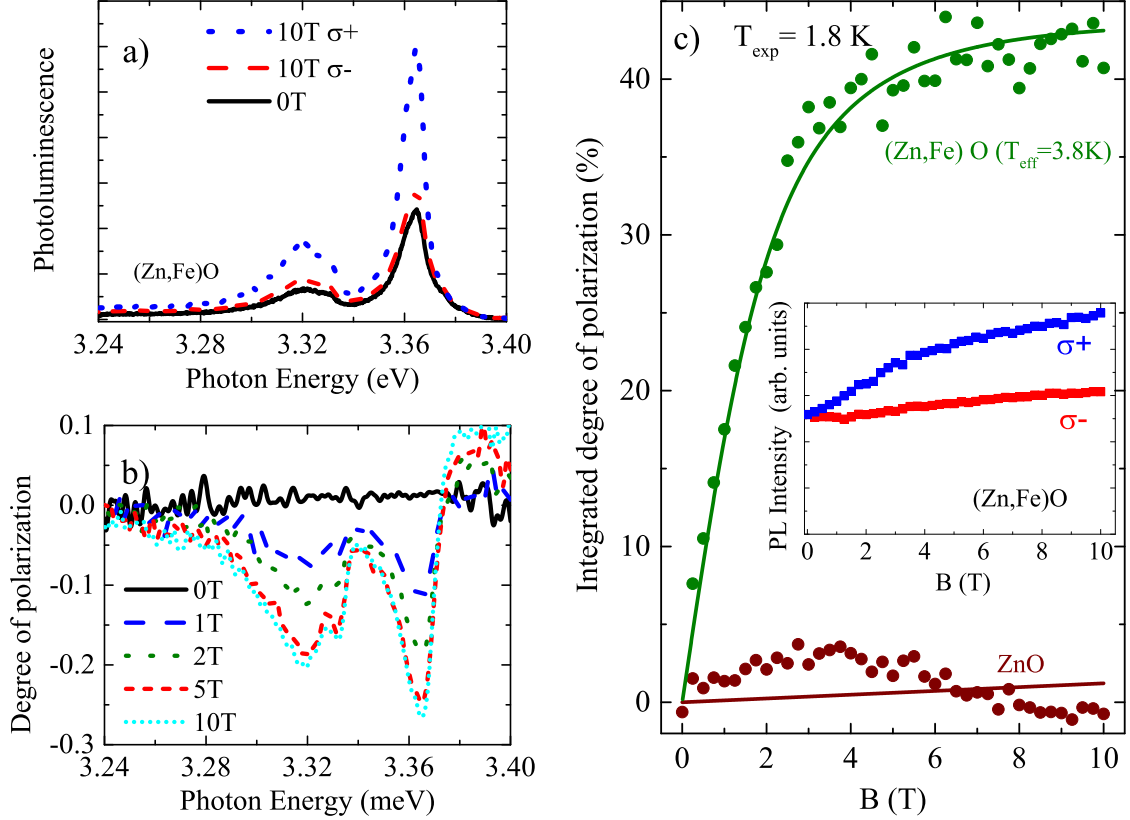 a)
10T σ+
10T σ-
0T
(Zn,Fe)O
Photoluminescence
3.24 3.28 3.32 3.36 3.40
Photon Energy (eV)
b)
0.1
0.0
-0.1
-0.2
-0.3
0T
1T
2T
5T
10T
Degree of polarization
3.24 3.28 3.32 3.36 3.40
Photon Energy (meV)
c)
T_exp= 1.8 K
40
30
20
10
0
Integrated degree of polarization (%)
(Zn,Fe) O (T_eff=3.8K)
σ+
σ-
(Zn,Fe)O
PL Intensity (arb. units)
0 2 4 6 8 10
B (T)
ZnO
0 2 4 6 8 10
B (T)